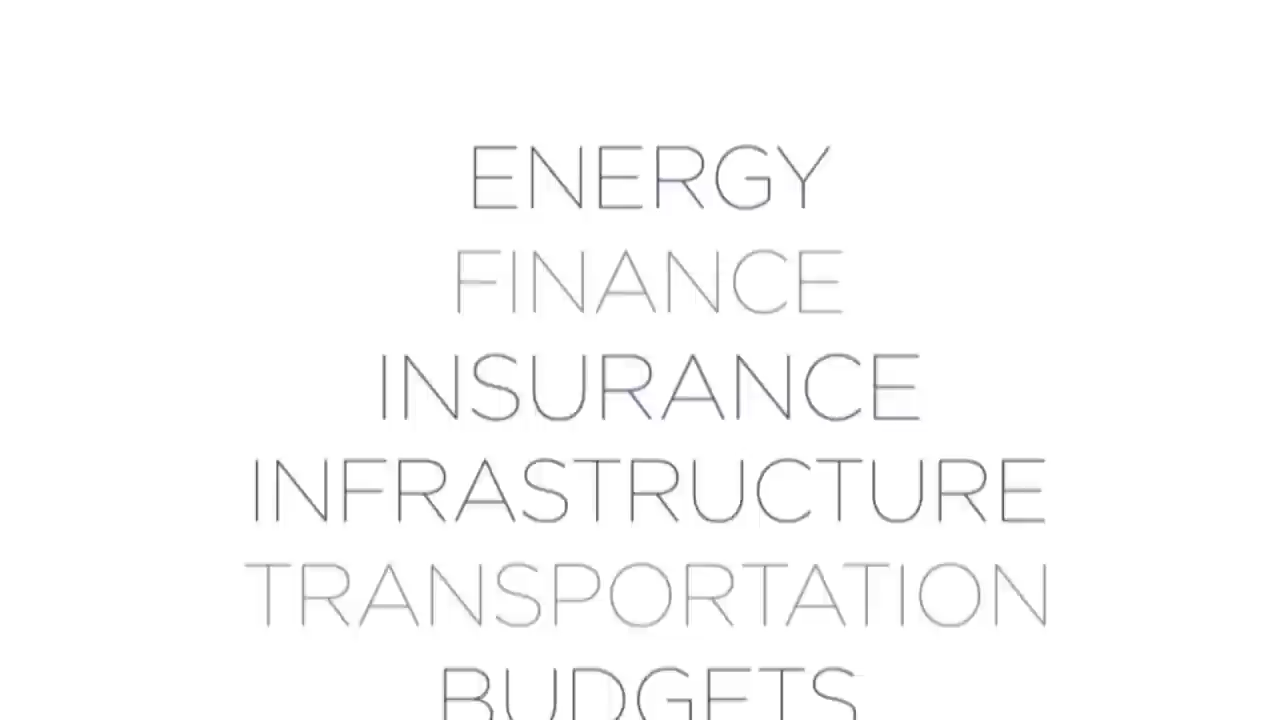 ENERGY
FINANCE
INSURANCE
INFRASTRUCTURE
TRANSPORTATION
BUDGETS